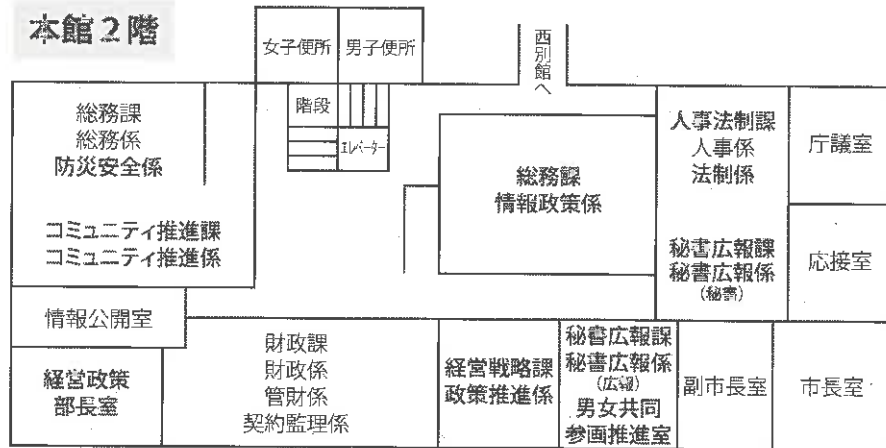 本館2階
女子便所
男子便所
西別館へ
階段
エレベーター
総務課
総務係
防災安全係
コミュニティ推進課
コミュニティ推進係
総務課
情報政策係
人事法制課
人事係
法制係
秘書広報課
秘書広報係
(秘書)
庁議室
応接室
情報公開室
経営政策
部長室
財政課
財政係
管財係
契約監理係
経営戦略課
政策推進係
秘書広報課
秘書広報係
(広報)
男女共同
参画推進室
副市長室
市長室